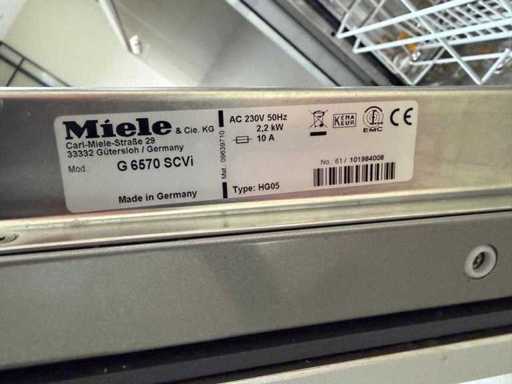 Miele & Cie. KG
Carl-Miele-Straße 29
33332 Gütersloh / Germany
Mod. G 6570 SCVi
Made in Germany
Mat.: 09639710
AC 230V 50Hz
2,2 kW
10 A
Type: HG05
KEMA
KEUR
EMC
CE
No. 61/ 101984008